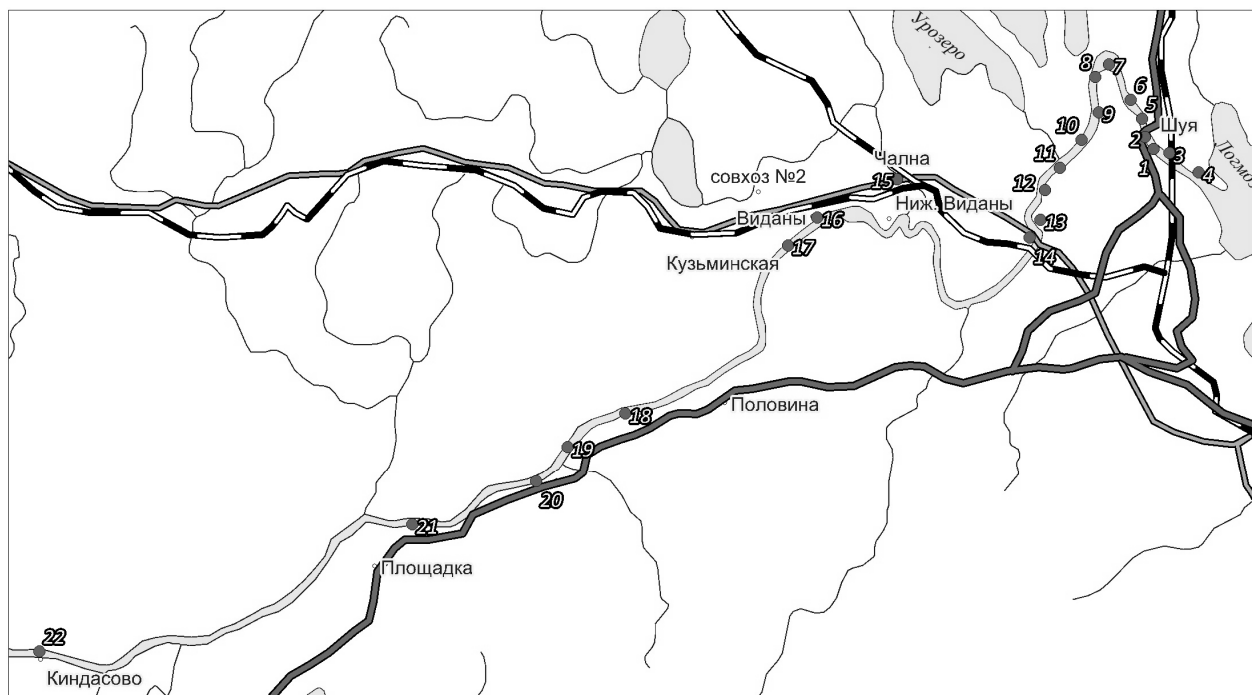 Урозеро
8
7
6
5
9
Шуя
10
2
3
11
1
4
Логмо
Чална
15
12
совхоз №2
13
Виданы
16
Ниж. Виданы
14
17
Кузьминская
18
Половина
19
20
21
Площадка
22
Киндасово